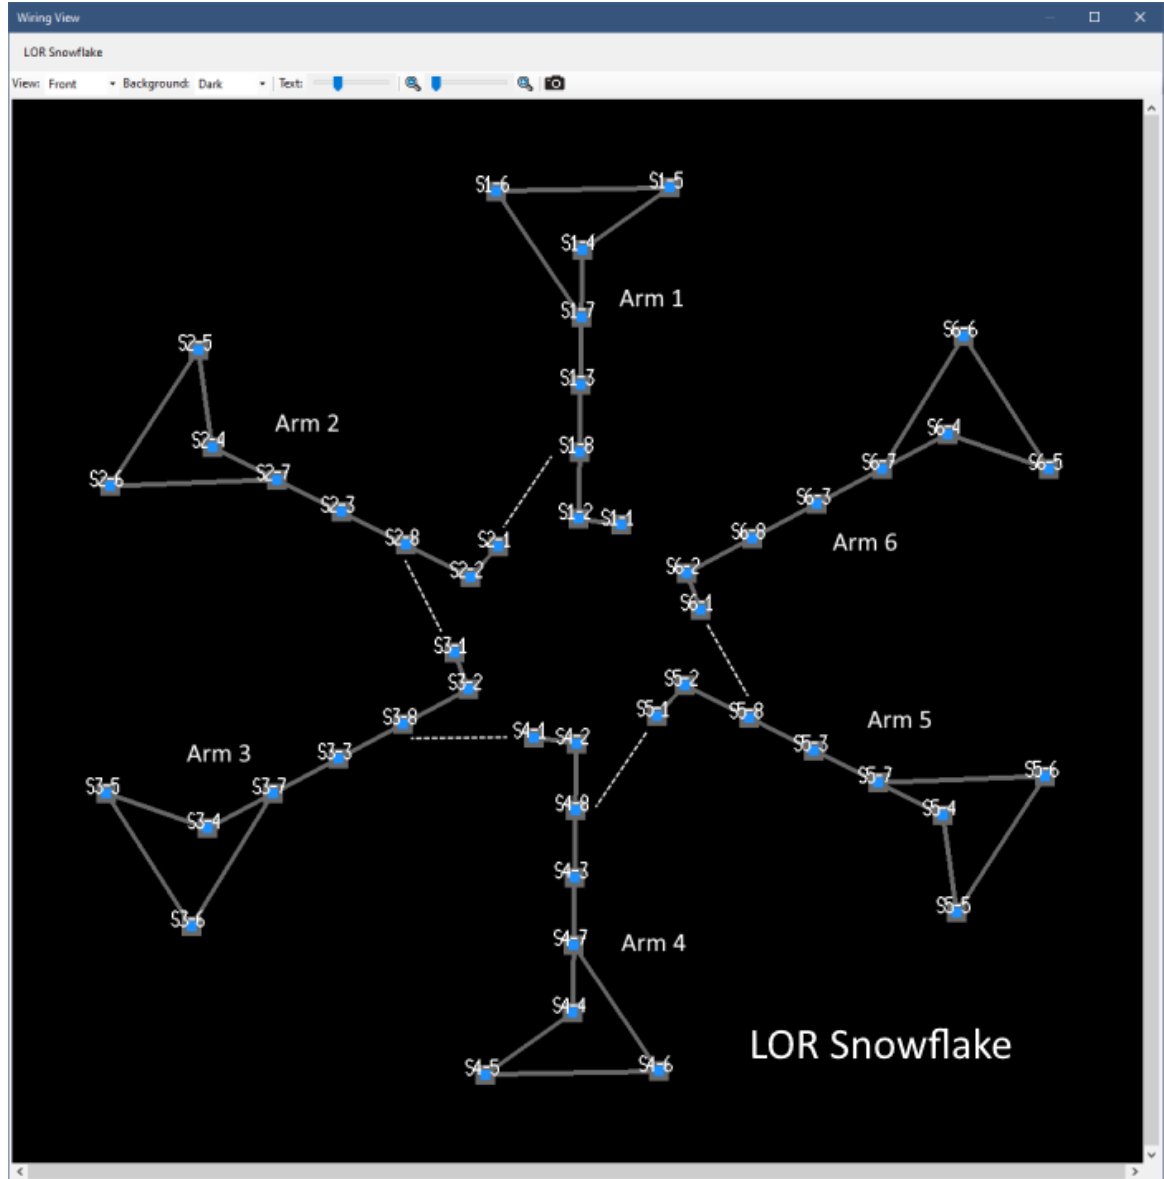 Wiring View
LOR Snowflake
View: Front Background: Dark Text:
S1-6 S1-5
S1-4
Arm 1
S1-7
S6-6
S2-5
S1-3
Arm 2
S6-4
S2-4
S1-8
S6-7 S6-5
S2-6 S2-7
S6-3
S2-3
S1-2 S1-1
S6-8
S2-8 S2-1
Arm 6
S6-2
S2-2
S6-1
S3-1
S3-2 S5-2
S5-1 S5-8
S3-8
Arm 5
S4-1 S4-2
S3-3 S5-3
Arm 3
S5-7 S5-6
S3-5 S3-7
S4-8 S5-4
S3-4
S4-3
S5-5
S3-6
S4-7 Arm 4
S4-4
LOR Snowflake
S4-5 S4-6